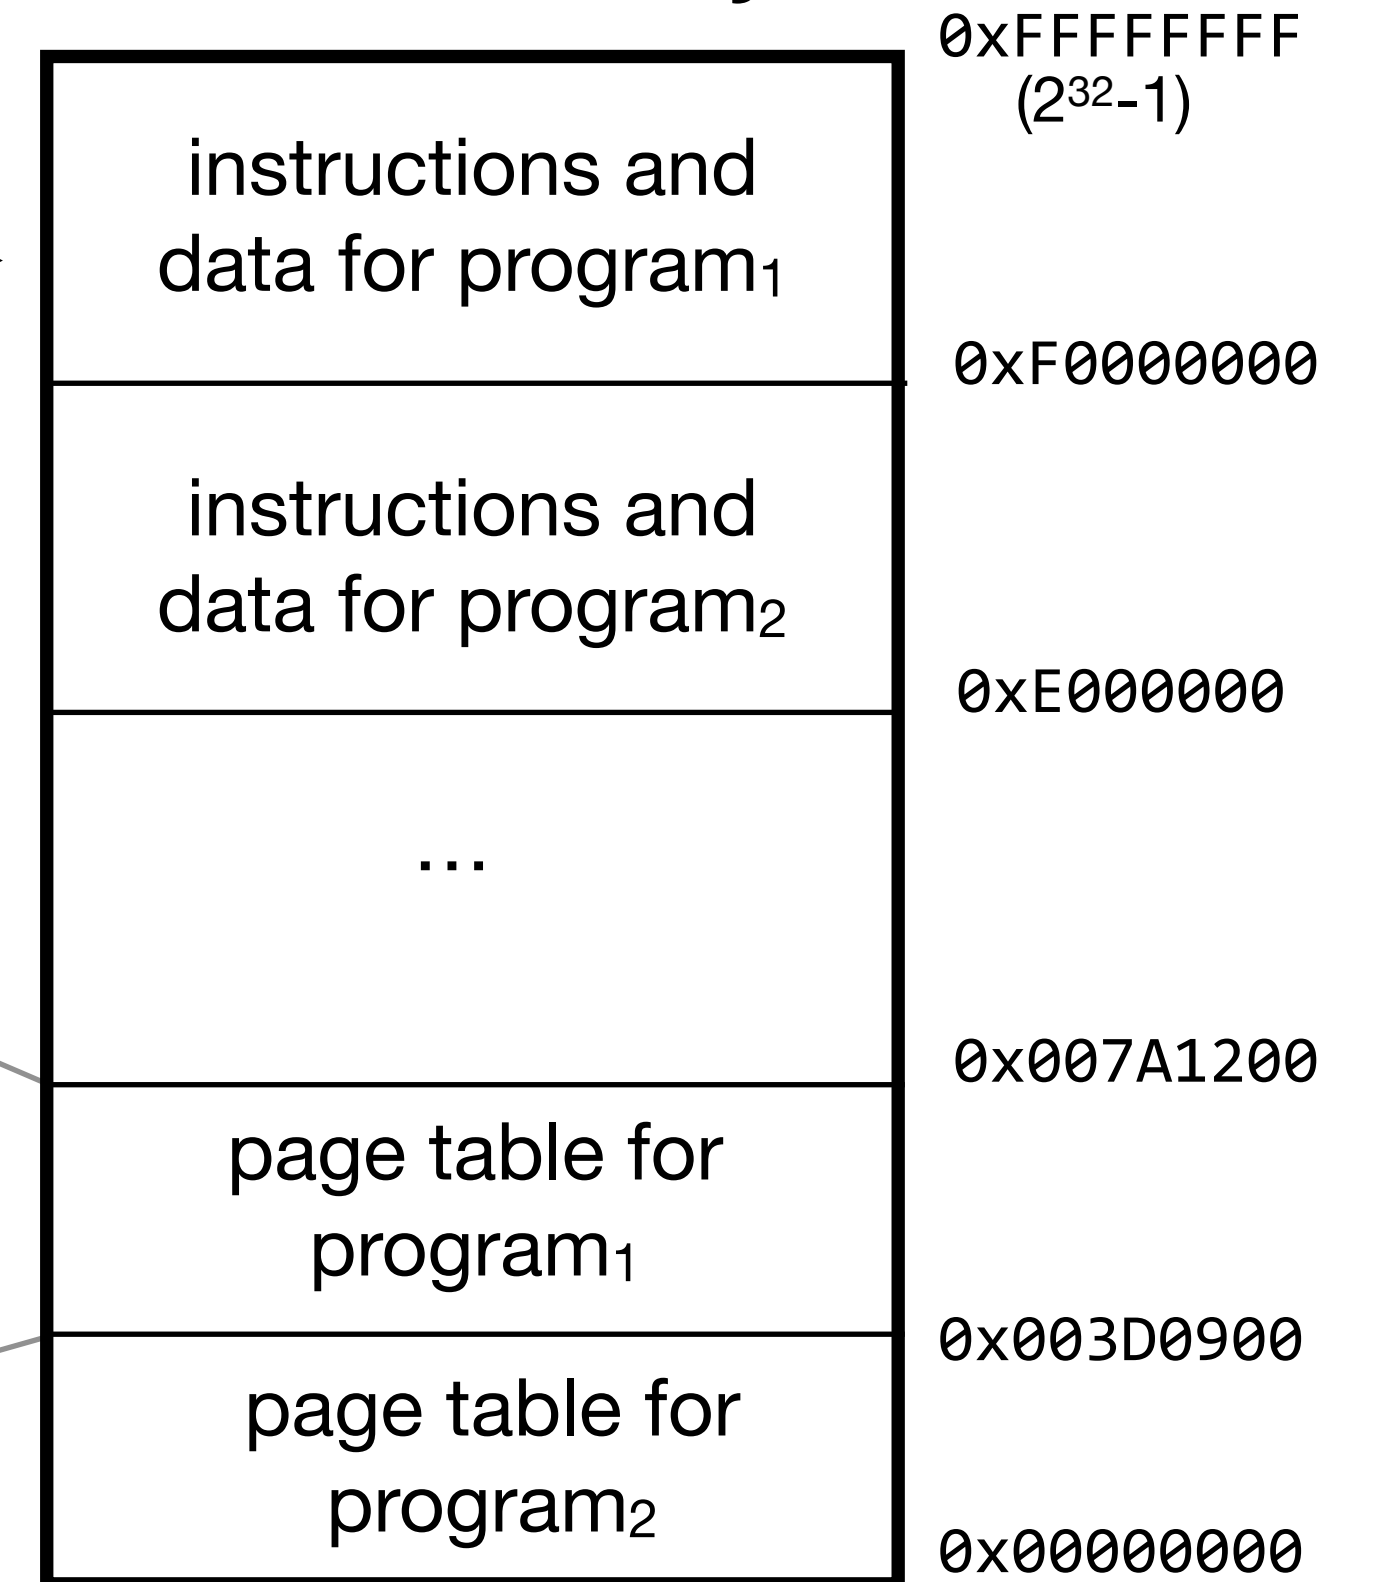 0xFFFFFFFF
(2³²-1)
instructions and
data for program₁
0xF0000000
instructions and
data for program₂
0xE000000
...
0x007A1200
page table for
program₁
0x003D0900
page table for
program₂
0x00000000